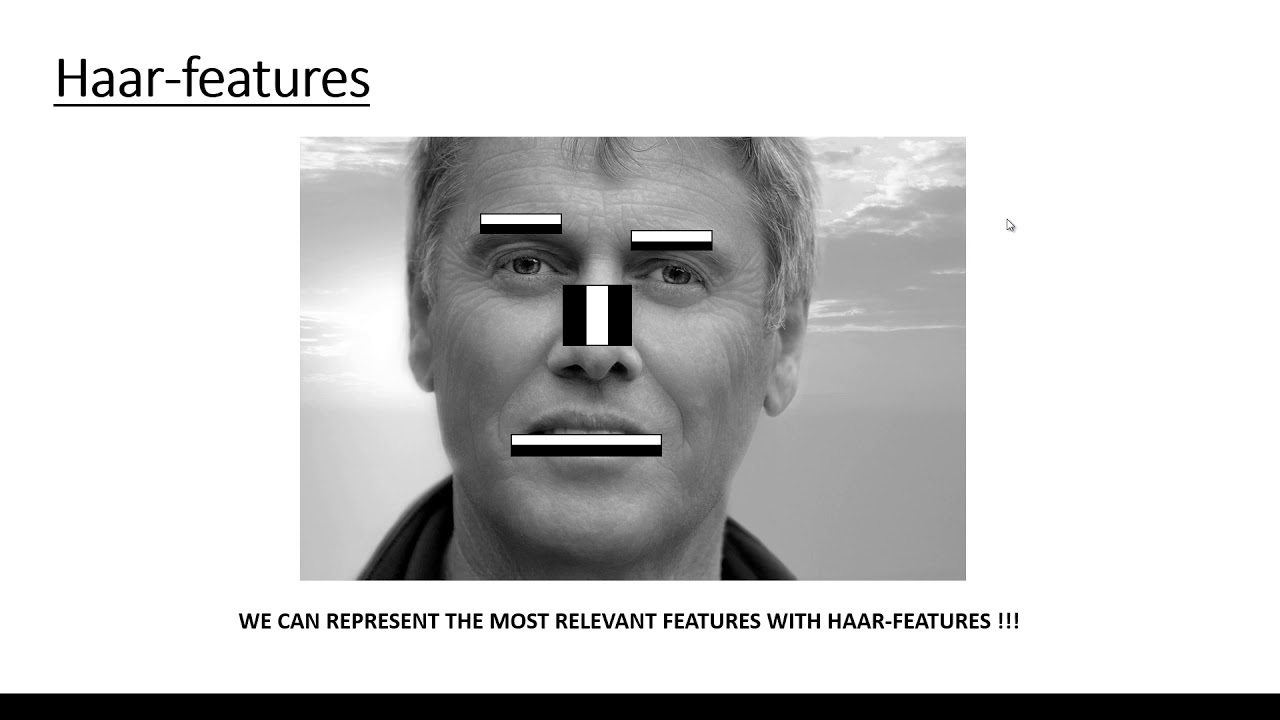 Haar-features
WE CAN REPRESENT THE MOST RELEVANT FEATURES WITH HAAR-FEATURES !!!